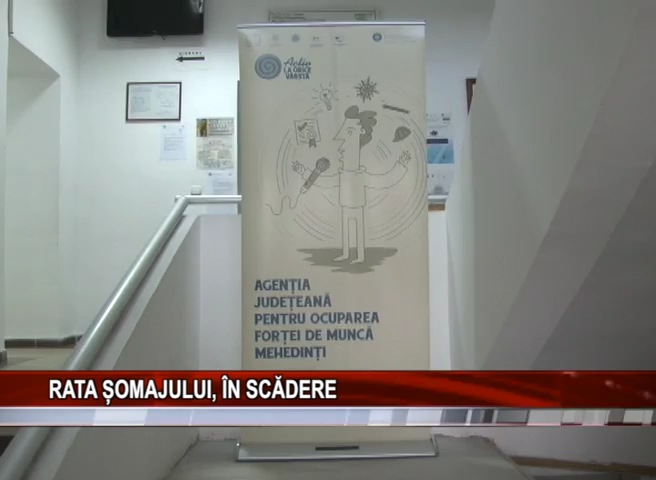 Activ
LA ORICE
VÂRSTĂ
AGENȚIA
JUDEȚEANĂ
PENTRU OCUPAREA
FORȚEI DE MUNCĂ
MEHEDINȚI
RATA ȘOMAJULUI, ÎN SCĂDERE